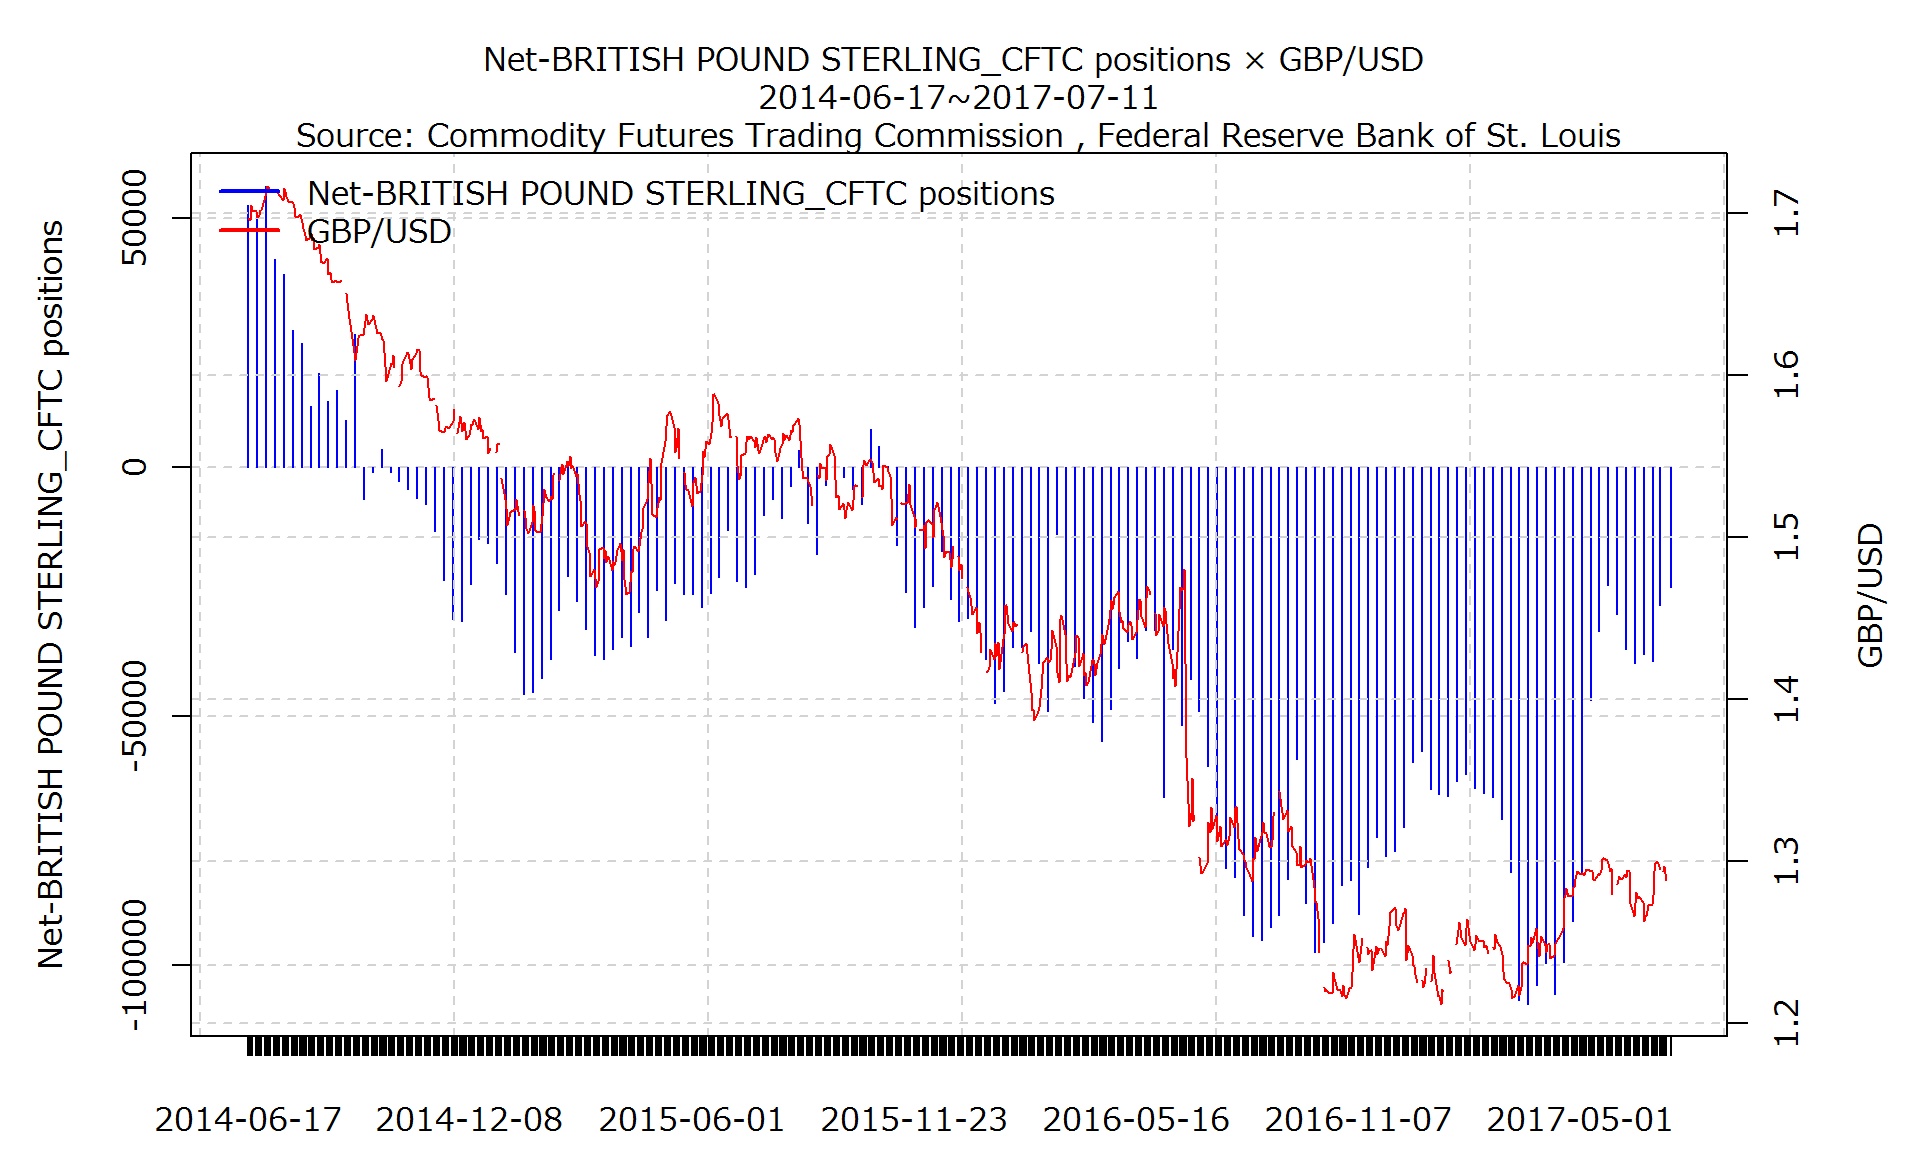 Net-BRITISH POUND STERLING_CFTC positions × GBP/USD
2014-06-17~2017-07-11
Source: Commodity Futures Trading Commission , Federal Reserve Bank of St. Louis
Net-BRITISH POUND STERLING_CFTC positions
GBP/USD
Net-BRITISH POUND STERLING_CFTC positions
50000
0
-50000
-100000
1.7
1.6
1.5
1.4
1.3
1.2
GBP/USD
2014-06-17 2014-12-08 2015-06-01 2015-11-23 2016-05-16 2016-11-07 2017-05-01